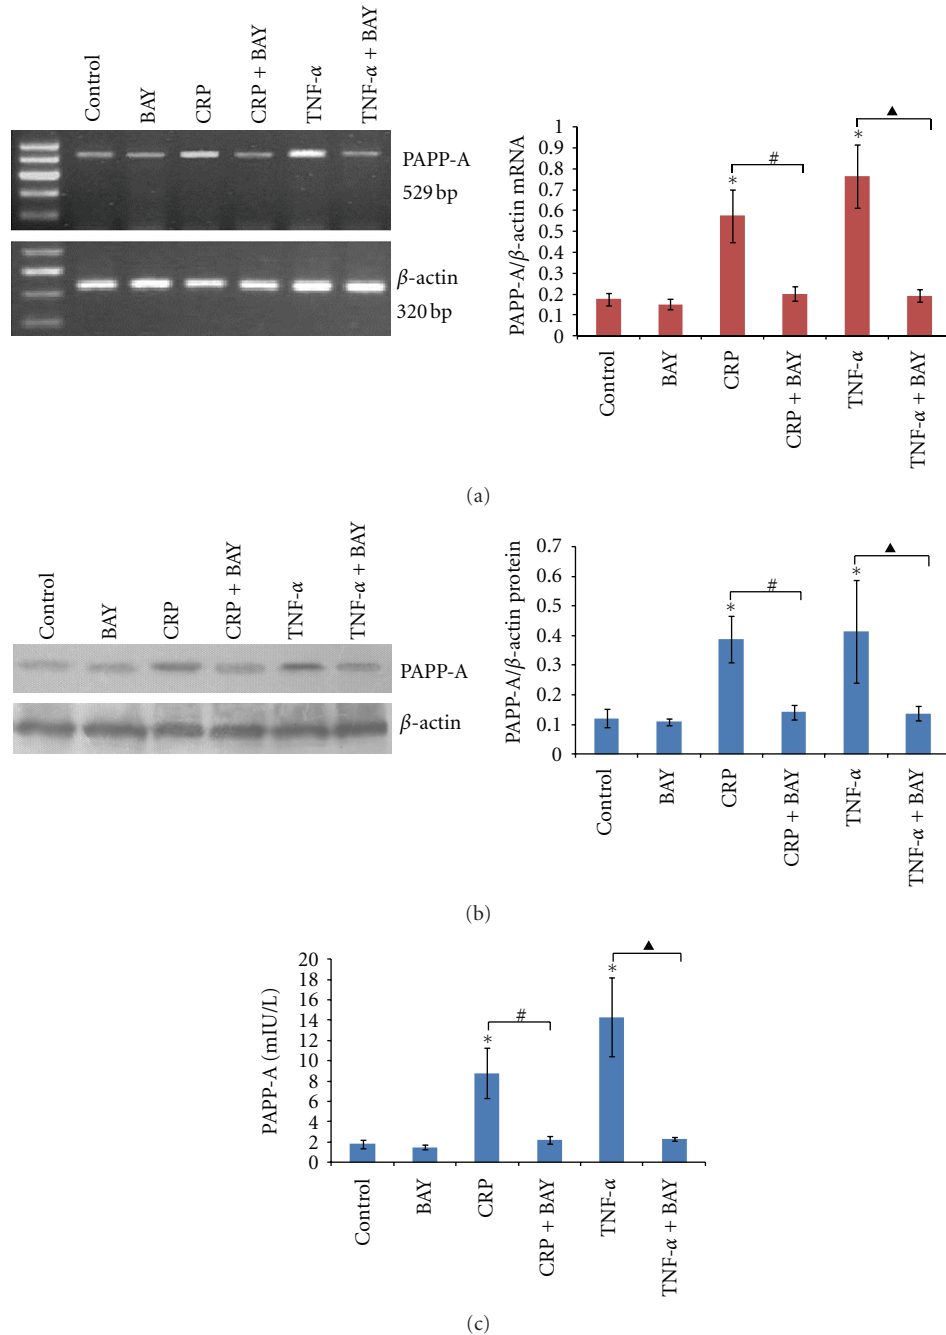 Control
BAY
CRP
CRP + BAY
TNF-α
TNF-α + BAY
PAPP-A
529 bp
β-actin
320 bp
PAPP-A/β-actin mRNA
1
0.9
0.8
0.7
0.6
0.5
0.4
0.3
0.2
0.1
0
*
#
*
▲
Control
BAY
CRP
CRP + BAY
TNF-α
TNF-α + BAY
(a)
Control
BAY
CRP
CRP + BAY
TNF-α
TNF-α + BAY
PAPP-A
β-actin
PAPP-A/β-actin protein
0.7
0.6
0.5
0.4
0.3
0.2
0.1
0
*
#
*
▲
Control
BAY
CRP
CRP + BAY
TNF-α
TNF-α + BAY
(b)
PAPP-A (mIU/L)
20
18
16
14
12
10
8
6
4
2
0
*
#
*
▲
Control
BAY
CRP
CRP + BAY
TNF-α
TNF-α + BAY
(c)